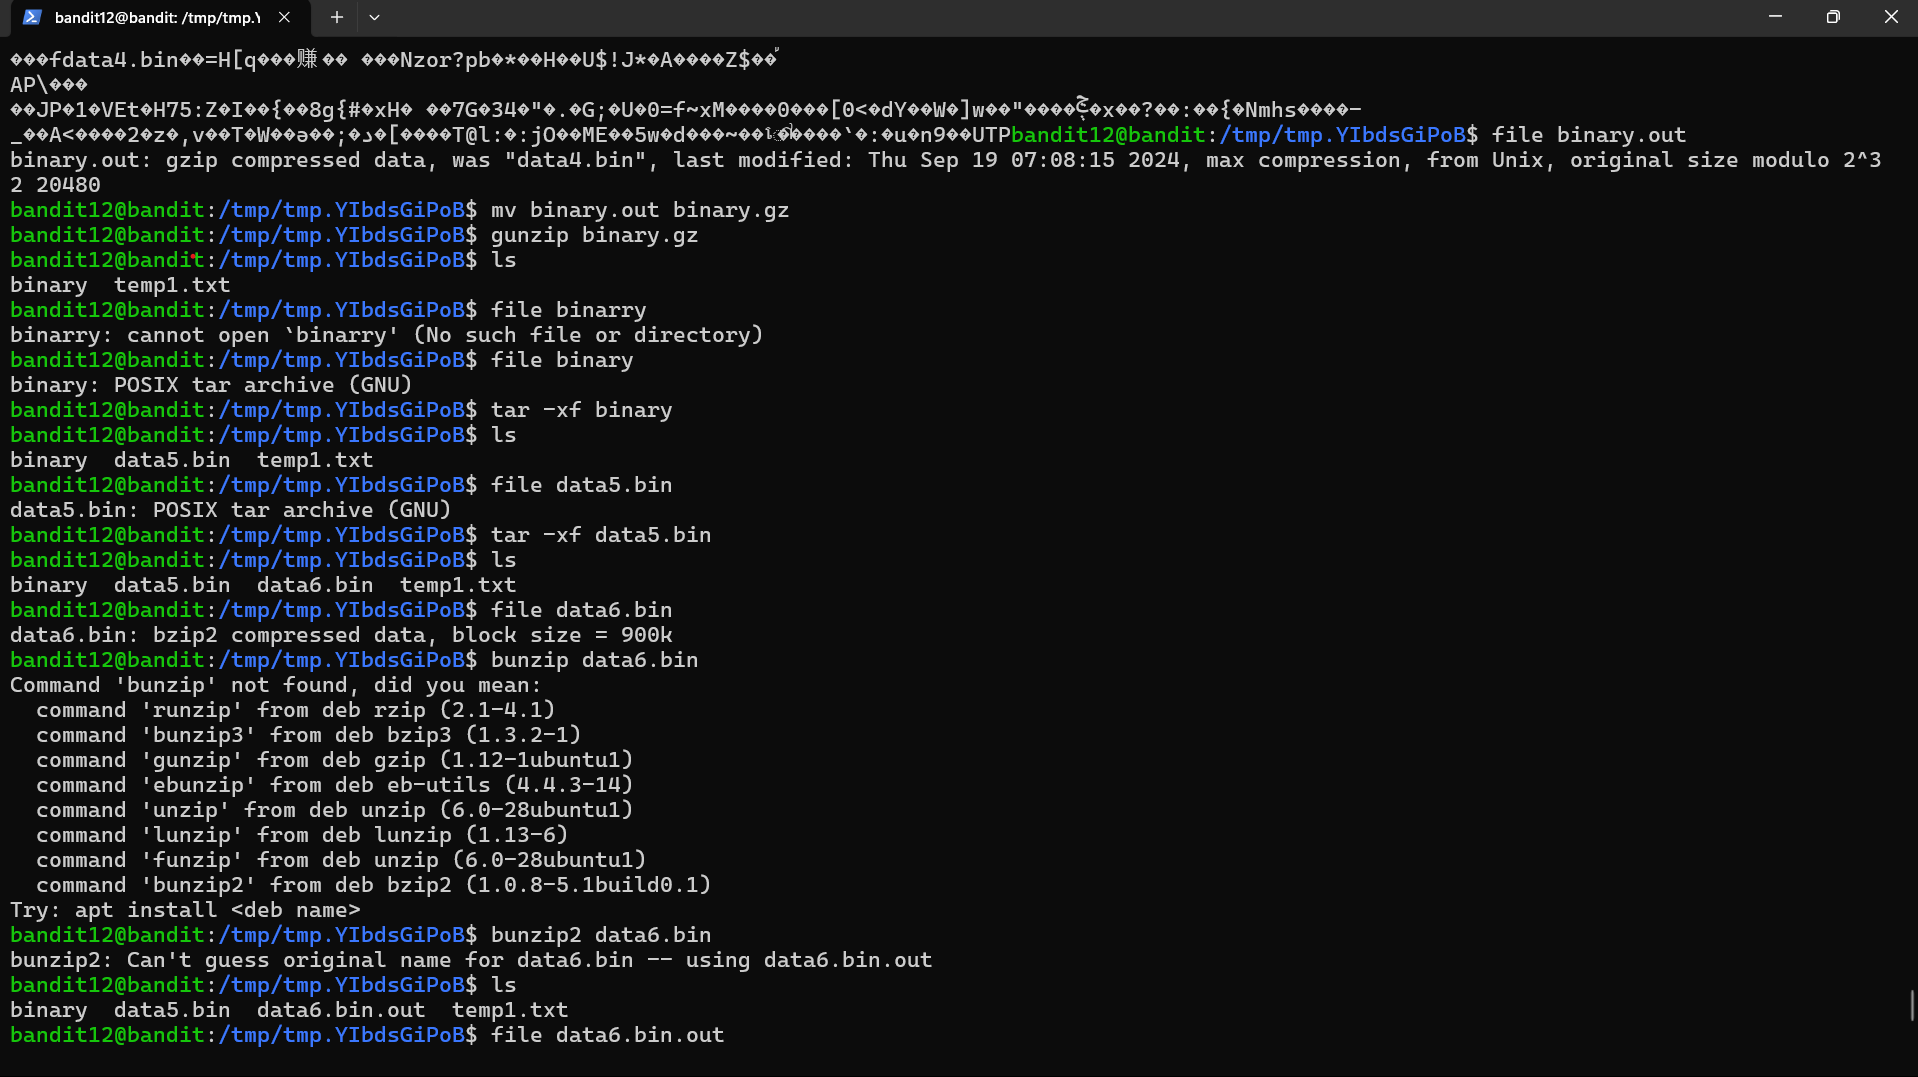 bandit12@bandit: /tmp/tmp.Y
fdata4.bin =H[q 赚 Nzor?pb * H U$!J* A Z$
AP\
JP 1 VEt H75:Z I { 8g{# xH 7G 34 " . G; U 0=f~xM 0 [0< dY W ]w " x ? : { Nmhs -
_ A< 2 z ,v T W ; [ T@l: :jO ME 5w d ~ : u n9 UTPbandit12@bandit:/tmp/tmp.YIbdsGiPoB$ file binary.out
binary.out: gzip compressed data, was "data4.bin", last modified: Thu Sep 19 07:08:15 2024, max compression, from Unix, original size modulo 2^3
2 20480
bandit12@bandit:/tmp/tmp.YIbdsGiPoB$ mv binary.out binary.gz
bandit12@bandit:/tmp/tmp.YIbdsGiPoB$ gunzip binary.gz
bandit12@bandit:/tmp/tmp.YIbdsGiPoB$ ls
binary  temp1.txt
bandit12@bandit:/tmp/tmp.YIbdsGiPoB$ file binarry
binarry: cannot open `binarry' (No such file or directory)
bandit12@bandit:/tmp/tmp.YIbdsGiPoB$ file binary
binary: POSIX tar archive (GNU)
bandit12@bandit:/tmp/tmp.YIbdsGiPoB$ tar -xf binary
bandit12@bandit:/tmp/tmp.YIbdsGiPoB$ ls
binary  data5.bin  temp1.txt
bandit12@bandit:/tmp/tmp.YIbdsGiPoB$ file data5.bin
data5.bin: POSIX tar archive (GNU)
bandit12@bandit:/tmp/tmp.YIbdsGiPoB$ tar -xf data5.bin
bandit12@bandit:/tmp/tmp.YIbdsGiPoB$ ls
binary  data5.bin  data6.bin  temp1.txt
bandit12@bandit:/tmp/tmp.YIbdsGiPoB$ file data6.bin
data6.bin: bzip2 compressed data, block size = 900k
bandit12@bandit:/tmp/tmp.YIbdsGiPoB$ bunzip data6.bin
Command 'bunzip' not found, did you mean:
  command 'runzip' from deb rzip (2.1-4.1)
  command 'bunzip3' from deb bzip3 (1.3.2-1)
  command 'gunzip' from deb gzip (1.12-1ubuntu1)
  command 'ebunzip' from deb eb-utils (4.4.3-14)
  command 'unzip' from deb unzip (6.0-28ubuntu1)
  command 'lunzip' from deb lunzip (1.13-6)
  command 'funzip' from deb unzip (6.0-28ubuntu1)
  command 'bunzip2' from deb bzip2 (1.0.8-5.1build0.1)
Try: apt install <deb name>
bandit12@bandit:/tmp/tmp.YIbdsGiPoB$ bunzip2 data6.bin
bunzip2: Can't guess original name for data6.bin -- using data6.bin.out
bandit12@bandit:/tmp/tmp.YIbdsGiPoB$ ls
binary  data5.bin  data6.bin.out  temp1.txt
bandit12@bandit:/tmp/tmp.YIbdsGiPoB$ file data6.bin.out